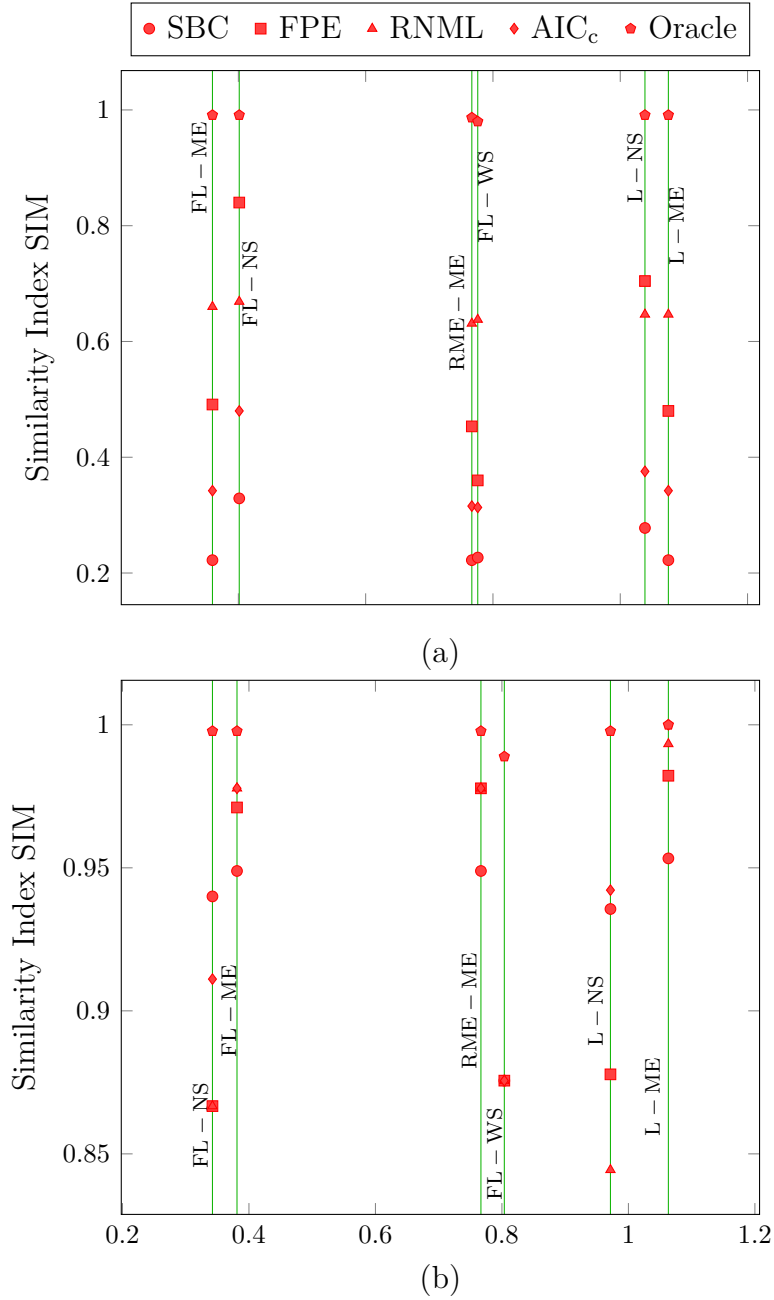 SBC FPE RNML AICc Oracle
1
0.8
0.6
0.4
0.2
Similarity Index SIM
FL − ME
FL − NS
RME − ME
FL − WS
L − NS
L − ME
(a)
1
0.95
0.9
0.85
Similarity Index SIM
FL − NS
FL − ME
RME − ME
FL − WS
L − NS
L − ME
0.2 0.4 0.6 0.8 1 1.2
(b)